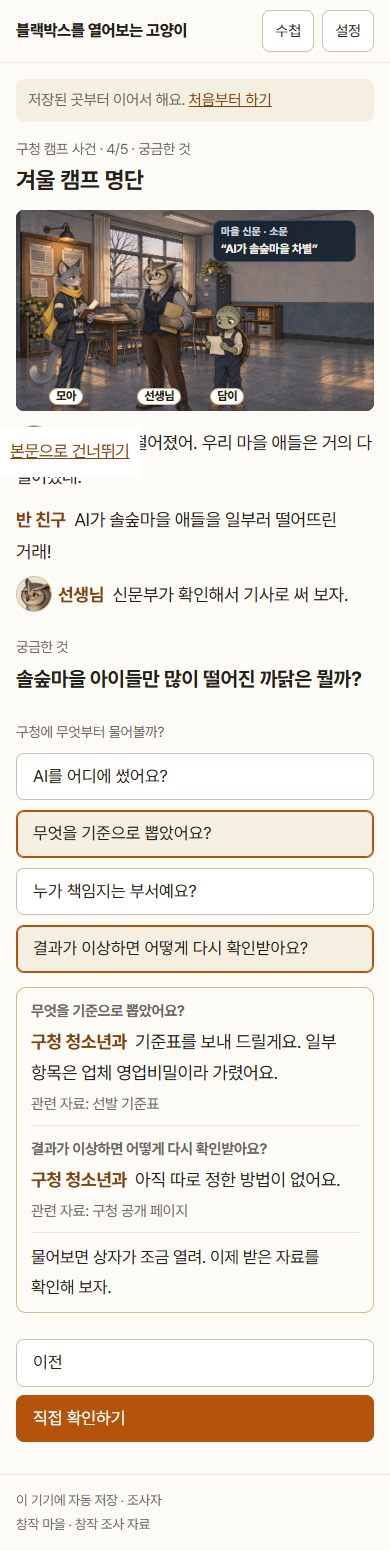 블랙박스를 열어보는 고양이
수첩
설정
저장된 곳부터 이어서 해요. 처음부터 하기
구청 캠프 사건 · 4/5 · 궁금한 것
겨울 캠프 명단
마을 신문 · 소문
“AI가 솔숲마을 차별”
모아
선생님
담이
떨어졌어. 우리 마을 애들은 거의 다
본문으로 건너뛰기
반 친구 AI가 솔숲마을 애들을 일부러 떨어뜨린
거래!
선생님 신문부가 확인해서 기사로 써 보자.
궁금한 것
솔숲마을 아이들만 많이 떨어진 까닭은 뭘까?
구청에 무엇부터 물어볼까?
AI를 어디에 썼어요?
무엇을 기준으로 뽑았어요?
누가 책임지는 부서예요?
결과가 이상하면 어떻게 다시 확인받아요?
무엇을 기준으로 뽑았어요?
구청 청소년과 기준표를 보내 드릴게요. 일부
항목은 업체 영업비밀이라 가렸어요.
관련 자료: 선발 기준표
결과가 이상하면 어떻게 다시 확인받아요?
구청 청소년과 아직 따로 정한 방법이 없어요.
관련 자료: 구청 공개 페이지
물어보면 상자가 조금 열려. 이제 받은 자료를
확인해 보자.
이전
직접 확인하기
이 기기에 자동 저장 · 조사자
창작 마을 · 창작 조사 자료